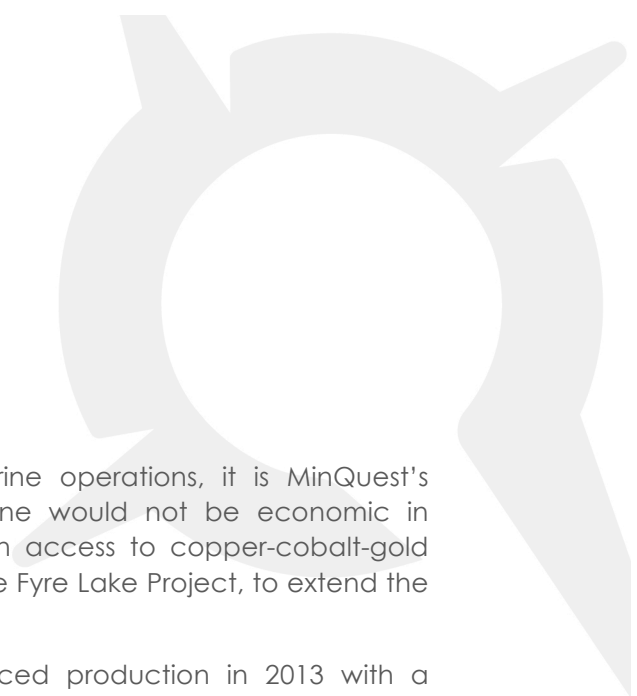 rine operations, it is MinQuest’s
ne would not be economic in
n access to copper-cobalt-gold
e Fyre Lake Project, to extend the
ced production in 2013 with a